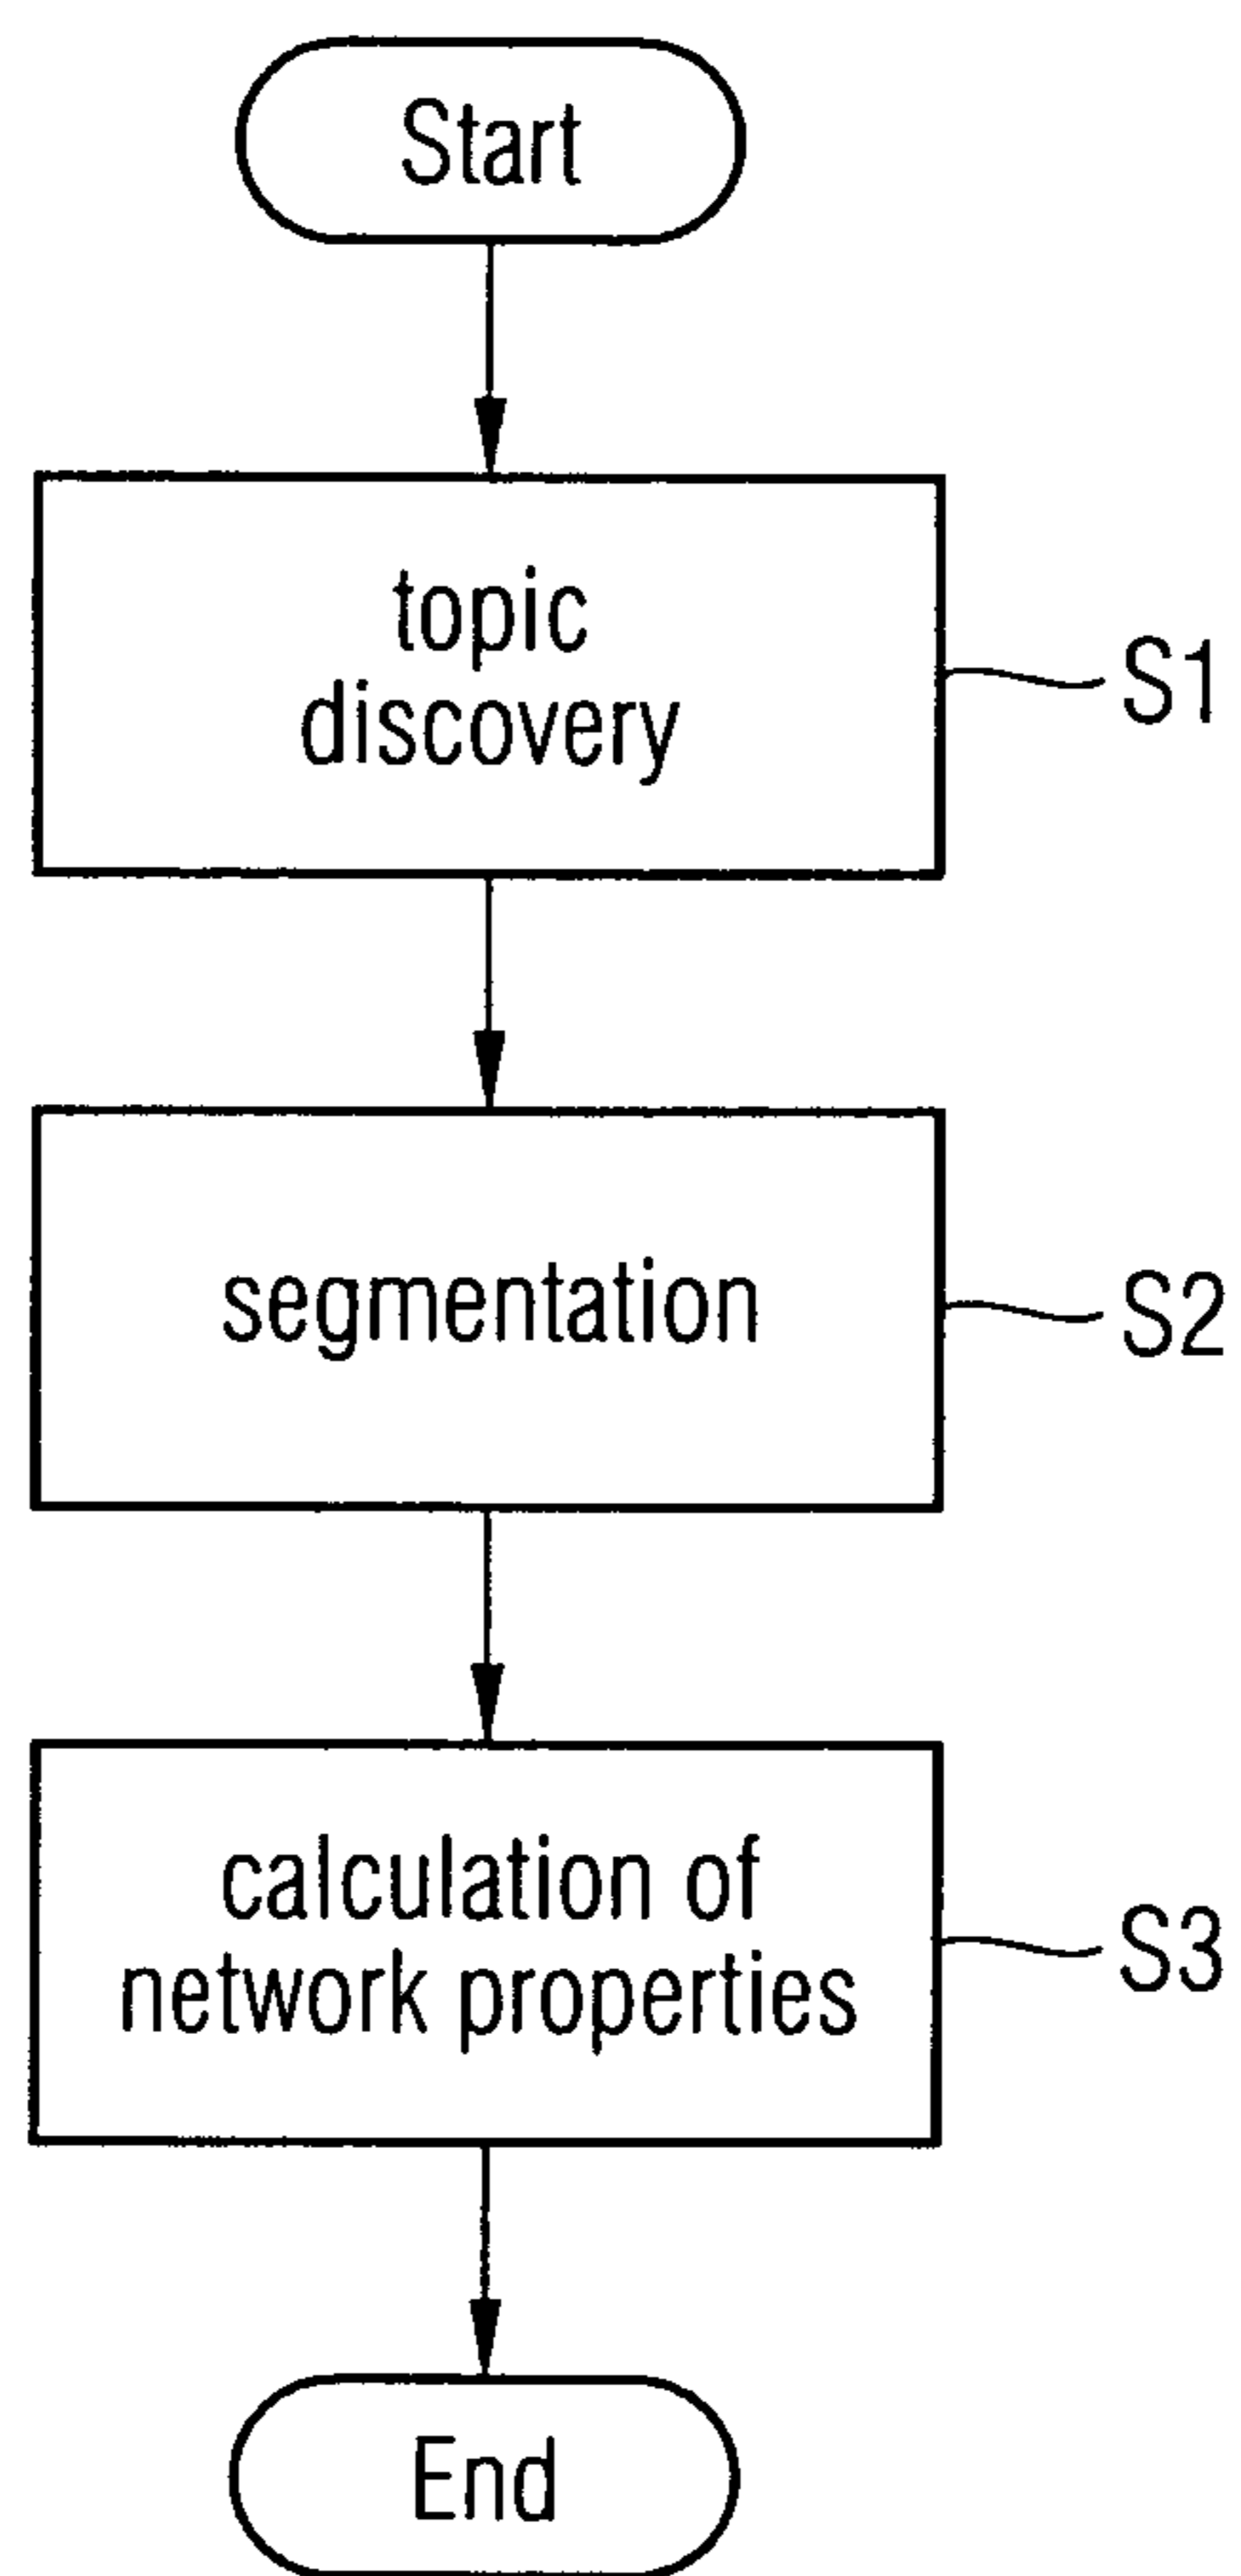 Start
topic
discovery
S1
segmentation
S2
calculation of
network properties
S3
End